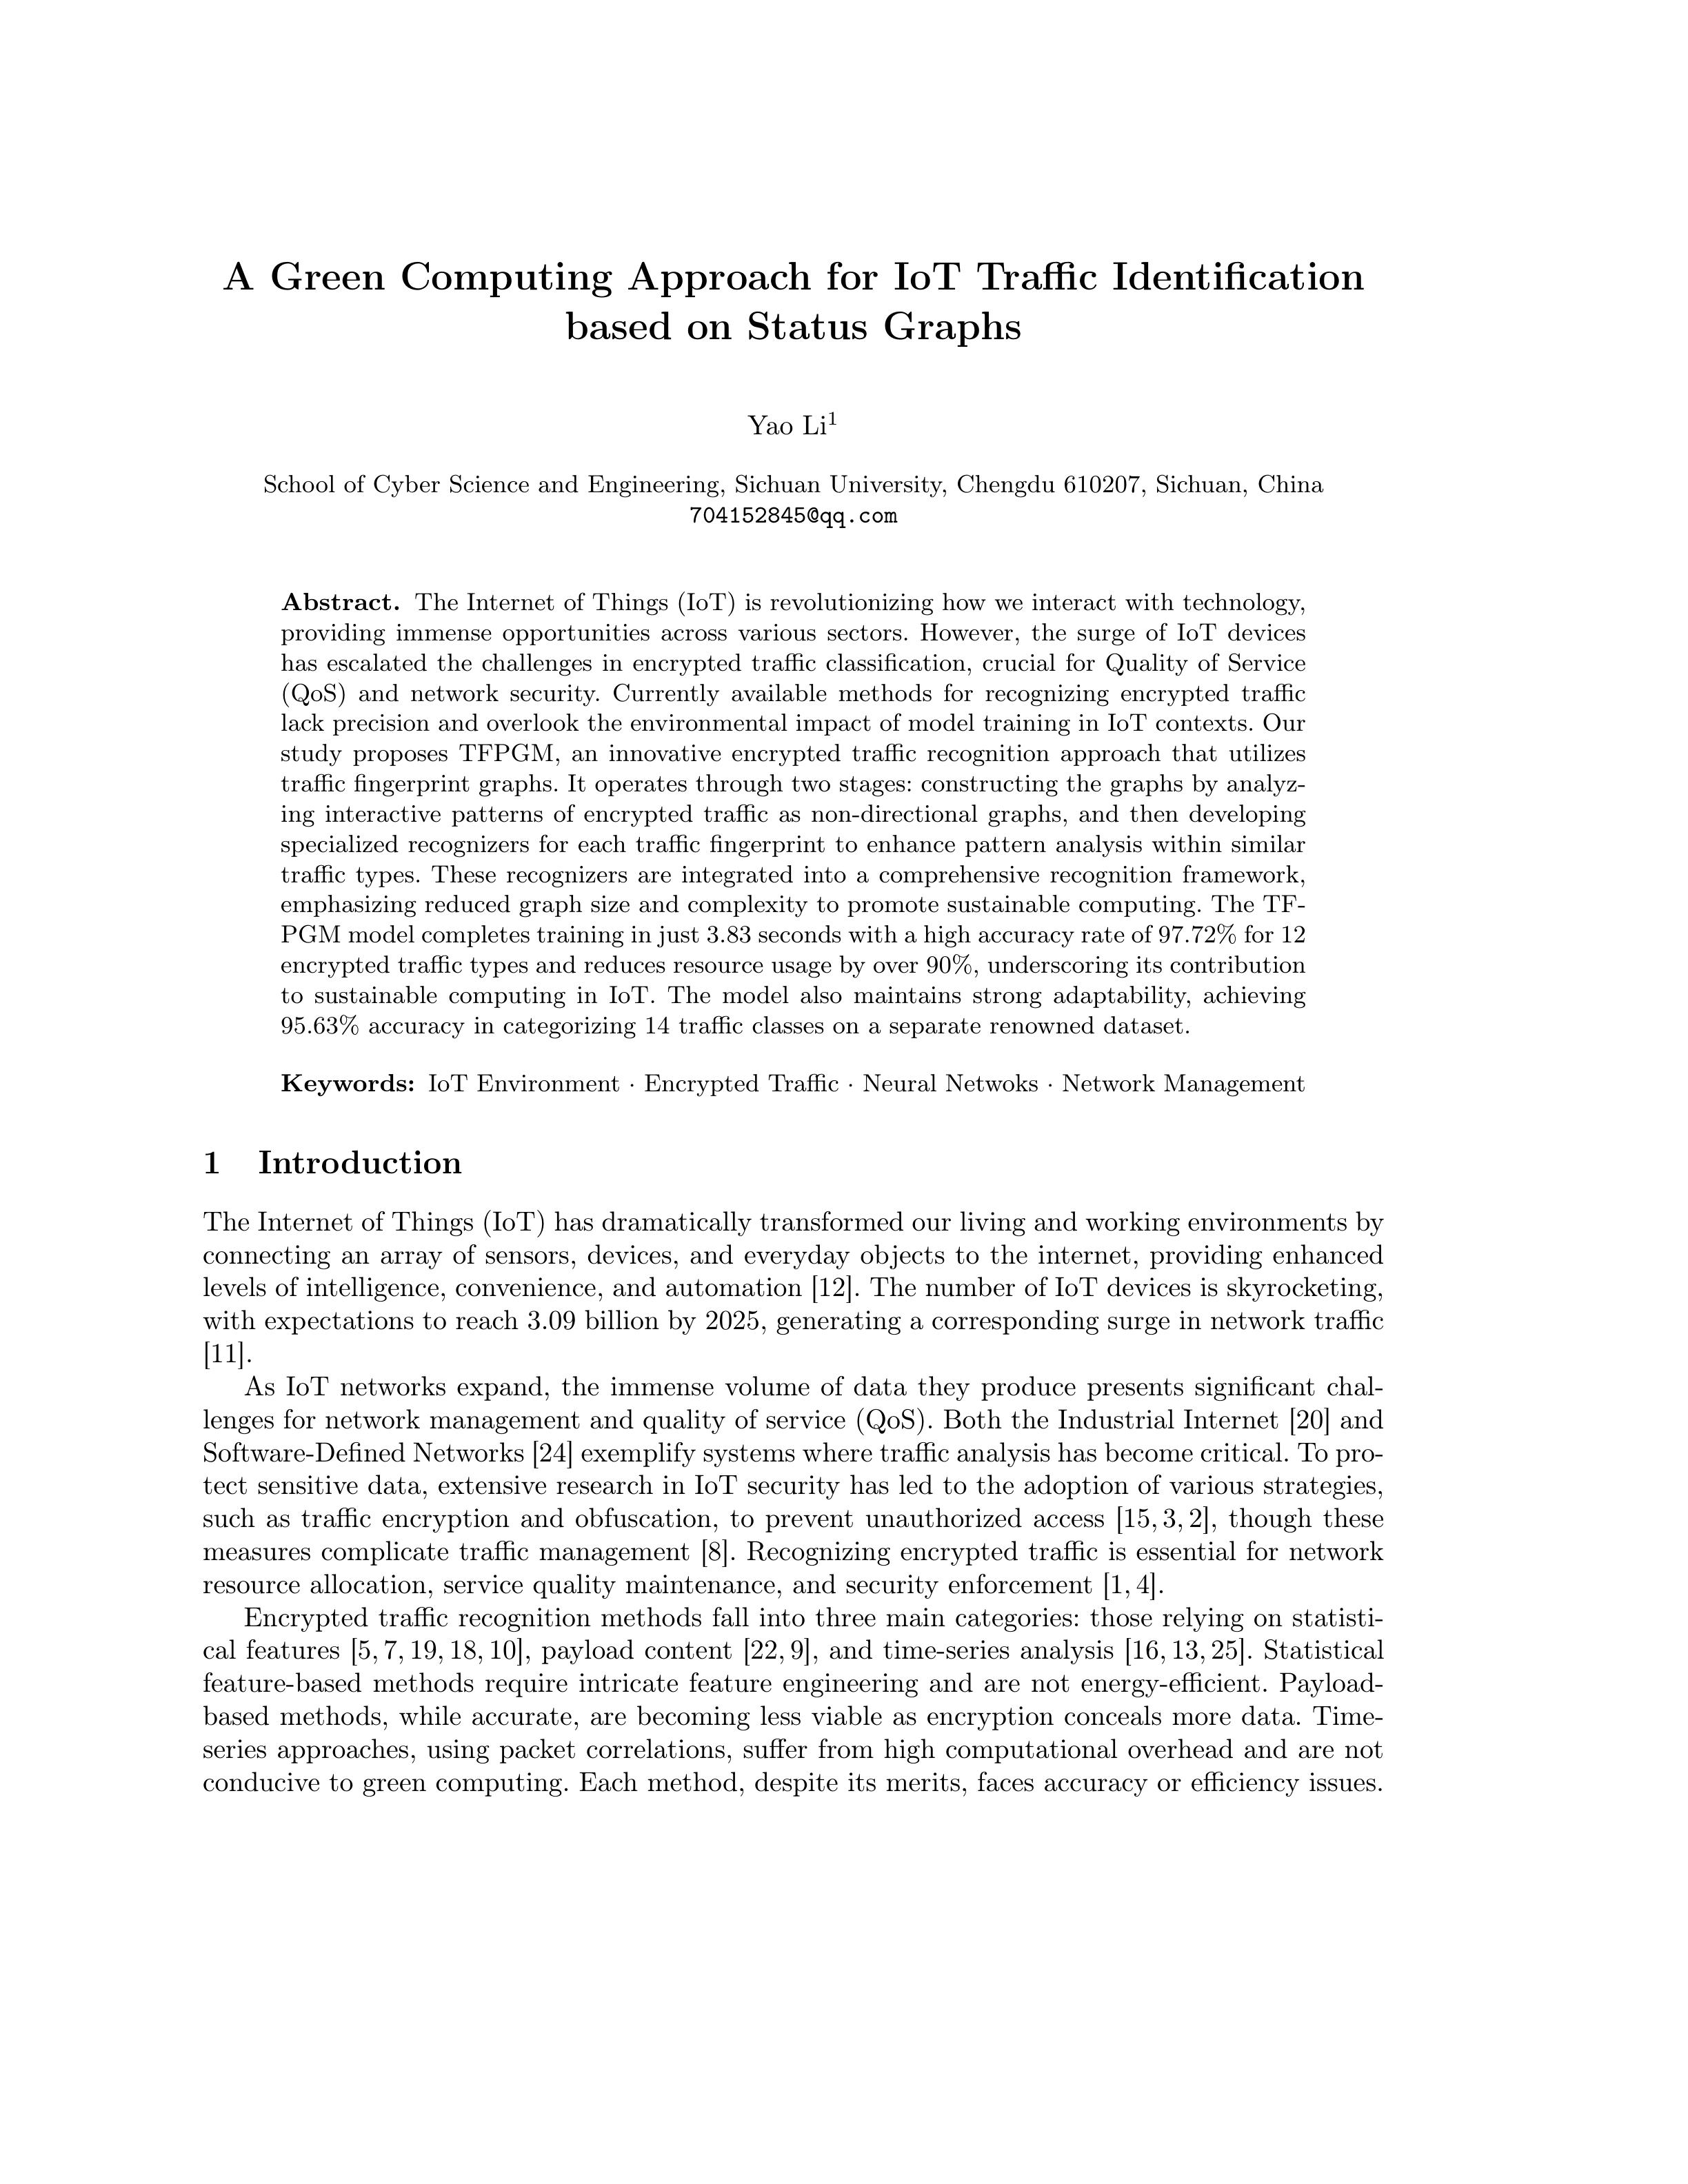 A Green Computing Approach for IoT Traffic Identification
based on Status Graphs
Yao Li1
School of Cyber Science and Engineering, Sichuan University, Chengdu 610207, Sichuan, China
704152845@qq.com
Abstract. The Internet of Things (IoT) is revolutionizing how we interact with technology,
providing immense opportunities across various sectors. However, the surge of IoT devices
has escalated the challenges in encrypted traffic classification, crucial for Quality of Service
(QoS) and network security. Currently available methods for recognizing encrypted traffic
lack precision and overlook the environmental impact of model training in IoT contexts. Our
study proposes TFPGM, an innovative encrypted traffic recognition approach that utilizes
traffic fingerprint graphs. It operates through two stages: constructing the graphs by analyz-
ing interactive patterns of encrypted traffic as non-directional graphs, and then developing
specialized recognizers for each traffic fingerprint to enhance pattern analysis within similar
traffic types. These recognizers are integrated into a comprehensive recognition framework,
emphasizing reduced graph size and complexity to promote sustainable computing. The TF-
PGM model completes training in just 3.83 seconds with a high accuracy rate of 97.72% for 12
encrypted traffic types and reduces resource usage by over 90%, underscoring its contribution
to sustainable computing in IoT. The model also maintains strong adaptability, achieving
95.63% accuracy in categorizing 14 traffic classes on a separate renowned dataset.
Keywords: IoT Environment · Encrypted Traffic · Neural Netwoks · Network Management
1 Introduction
The Internet of Things (IoT) has dramatically transformed our living and working environments by
connecting an array of sensors, devices, and everyday objects to the internet, providing enhanced
levels of intelligence, convenience, and automation [12]. The number of IoT devices is skyrocketing,
with expectations to reach 3.09 billion by 2025, generating a corresponding surge in network traffic
[11].
As IoT networks expand, the immense volume of data they produce presents significant chal-
lenges for network management and quality of service (QoS). Both the Industrial Internet [20] and
Software-Defined Networks [24] exemplify systems where traffic analysis has become critical. To pro-
tect sensitive data, extensive research in IoT security has led to the adoption of various strategies,
such as traffic encryption and obfuscation, to prevent unauthorized access [15, 3, 2], though these
measures complicate traffic management [8]. Recognizing encrypted traffic is essential for network
resource allocation, service quality maintenance, and security enforcement [1, 4].
Encrypted traffic recognition methods fall into three main categories: those relying on statisti-
cal features [5, 7, 19, 18, 10], payload content [22, 9], and time-series analysis [16, 13, 25]. Statistical
feature-based methods require intricate feature engineering and are not energy-efficient. Payload-
based methods, while accurate, are becoming less viable as encryption conceals more data. Time-
series approaches, using packet correlations, suffer from high computational overhead and are not
conducive to green computing. Each method, despite its merits, faces accuracy or efficiency issues.